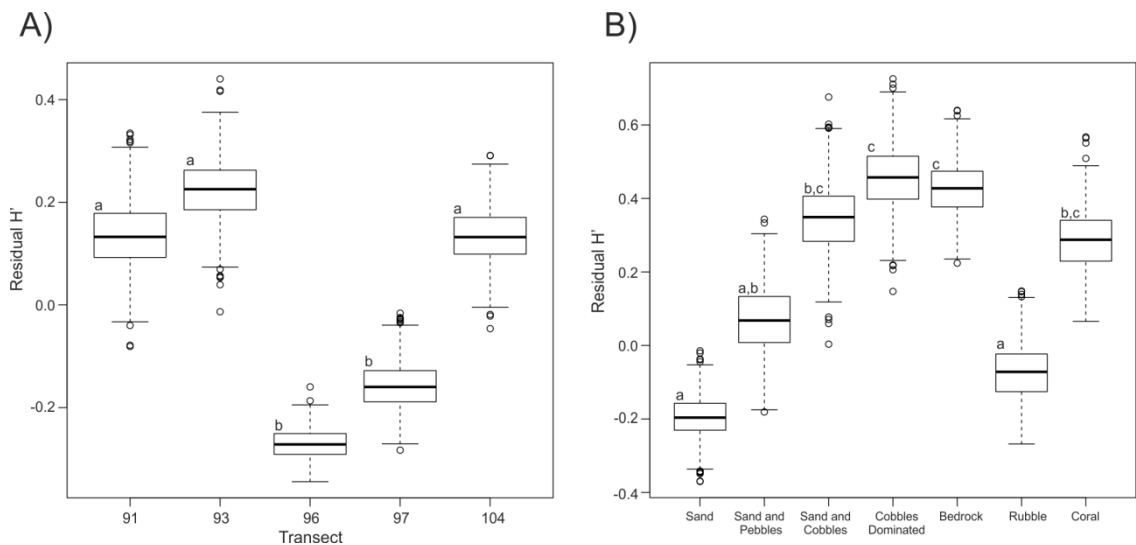 A)
B)
Residual H'
0.4
0.2
0.0
-0.2
a
a
b
b
a
91
93
96
97
104
Transect
Residual H'
0.6
0.4
0.2
0.0
-0.2
-0.4
a
a,b
b,c
c
c
a
b,c
Sand
Sand and
Pebbles
Sand and
Cobbles
Cobbles
Dominated
Bedrock
Rubble
Coral